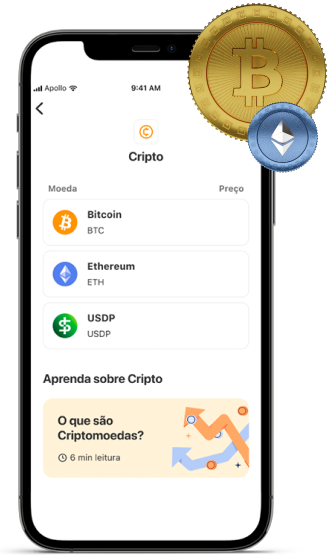 Apollo 9:41 AM
Cripto
Moeda Preço
Bitcoin
BTC
Ethereum
ETH
USDP
USDP
Aprenda sobre Cripto
O que são
Criptomoedas?
6 min leitura